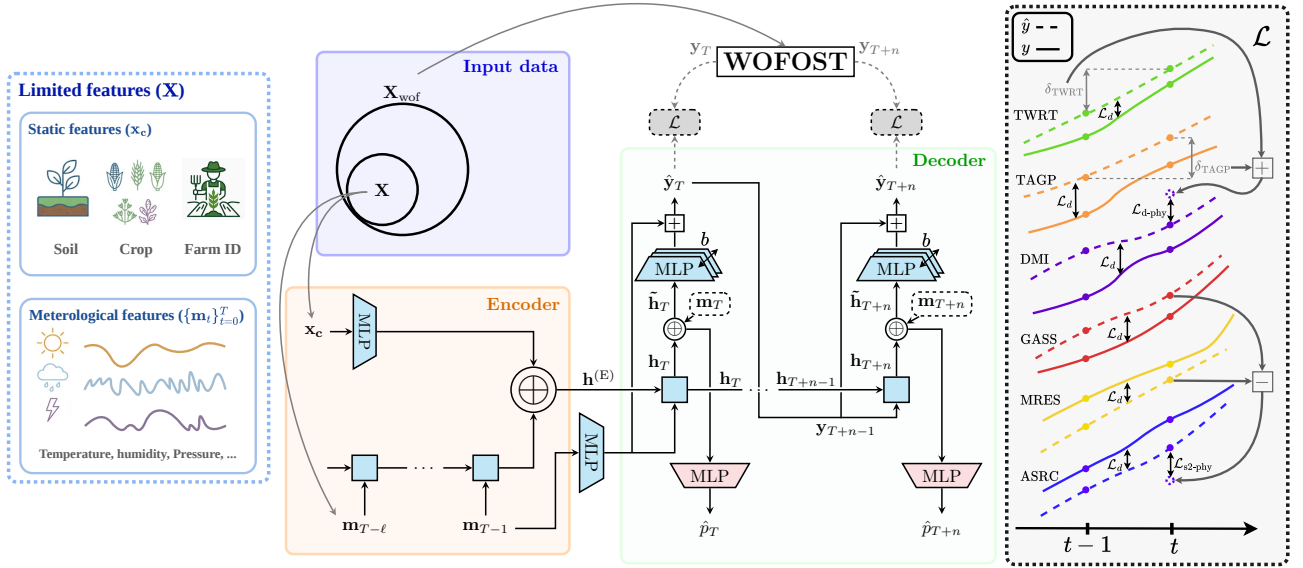 Limited features (X)
Static features (x_c)
Soil
Crop
Farm ID
Meterological features ({m_t}_{t=0}^T)
Temperature, humidity, Pressure, ...
Input data
X_wof
X
Encoder
x_c
MLP
h^(E)
MLP
...
m_{T-ℓ}
m_{T-1}
y_T
WOFOST
y_{T+n}
ℒ
ℒ
Decoder
ŷ_T
ŷ_{T+n}
+
+
b
b
MLP
MLP
h̃_T
m_T
h̃_{T+n}
m_{T+n}
h_T
h_{T+n}
h_T
...
h_{T+n-1}
y_{T+n-1}
MLP
MLP
p̂_T
p̂_{T+n}
ŷ
y
ℒ
δ_TWRT
ℒ_d
TWRT
δ_TAGP
+
TAGP
ℒ_d
ℒ_d-phy
DMI
ℒ_d
GASS
ℒ_d
−
MRES
ℒ_d
ASRC
ℒ_d
ℒ_s2-phy
t − 1
t